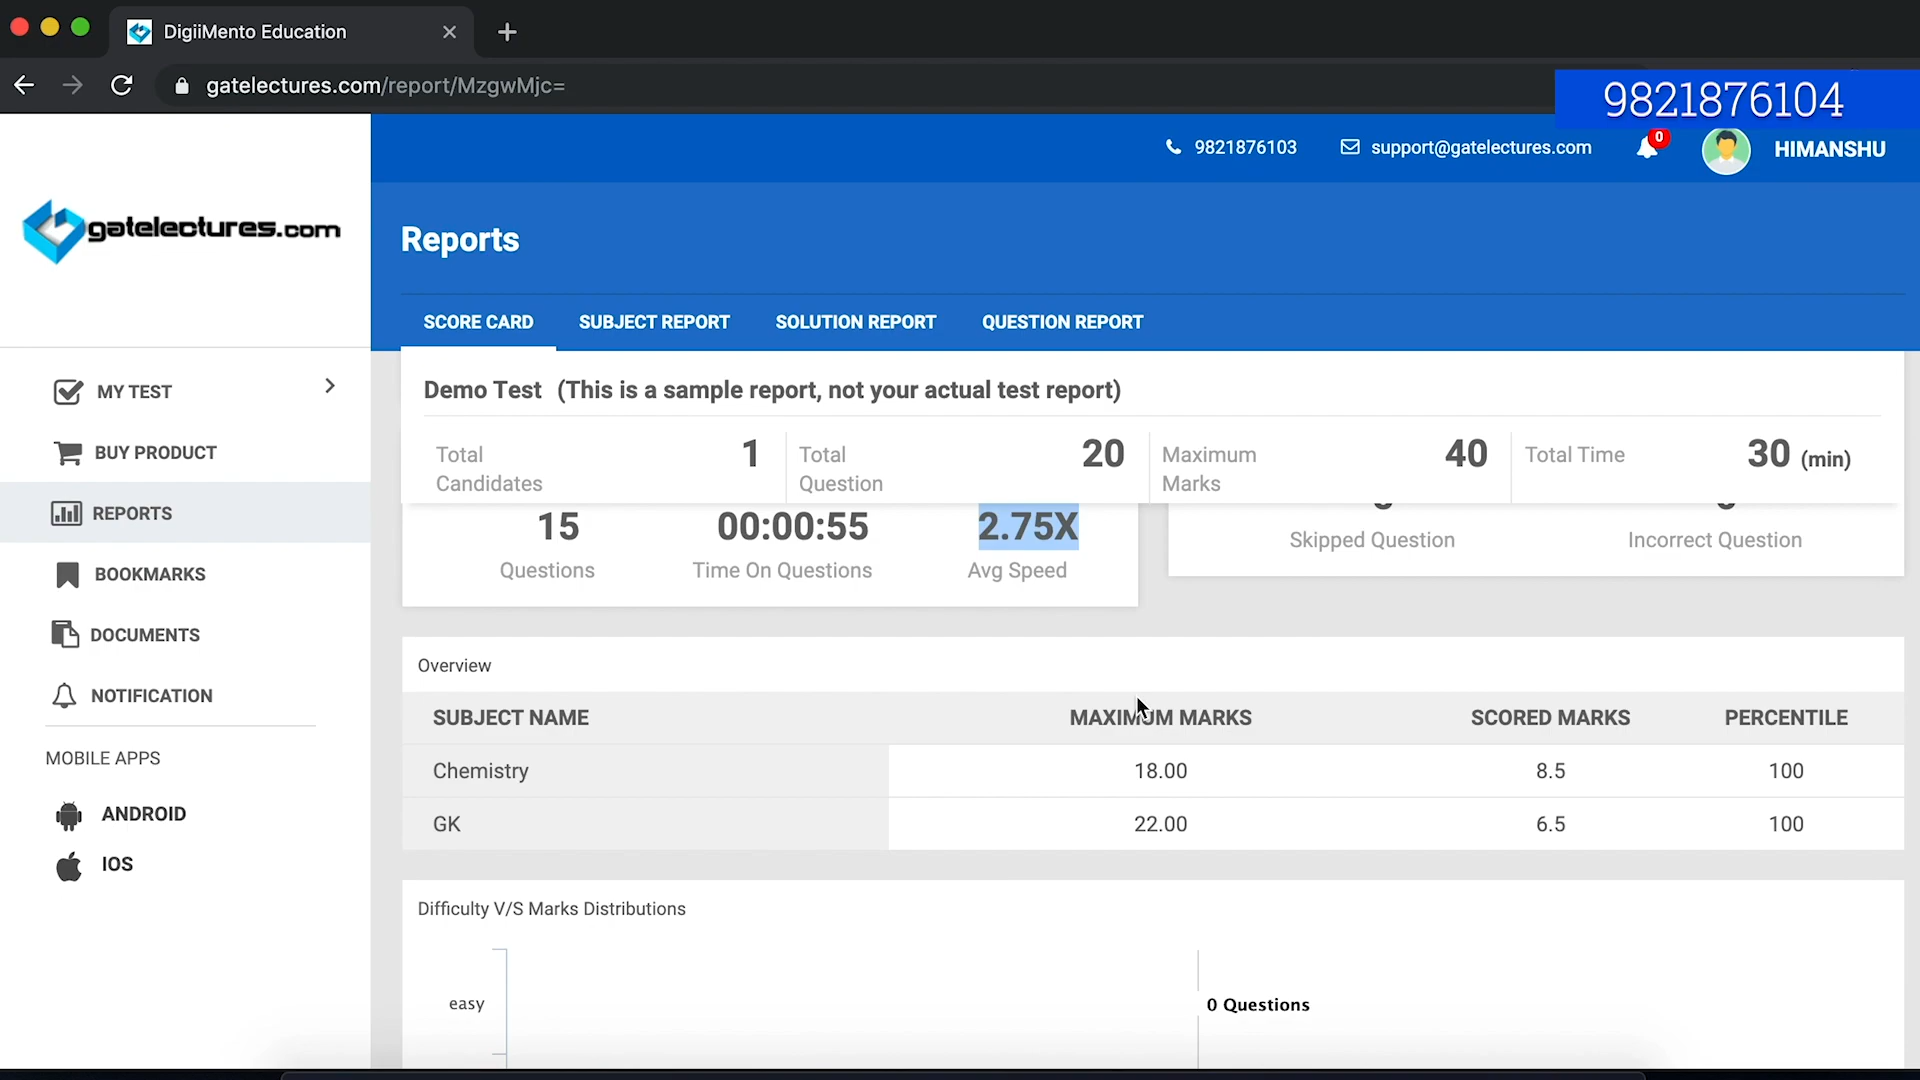 DigiiMento Education
gatelectures.com/report/MzgwMjc=
9821876104
9821876103
support@gatelectures.com
0
HIMANSHU
gatelectures.com
Reports
SCORE CARD
SUBJECT REPORT
SOLUTION REPORT
QUESTION REPORT
MY TEST
BUY PRODUCT
REPORTS
BOOKMARKS
DOCUMENTS
NOTIFICATION
MOBILE APPS
ANDROID
IOS
Demo Test (This is a sample report, not your actual test report)
Total
Candidates
1
Total
Question
20
Maximum
Marks
40
Total Time
30 (min)
15
Questions
00:00:55
Time On Questions
2.75X
Avg Speed
Skipped Question
Incorrect Question
Overview
SUBJECT NAME MAXIMUM MARKS SCORED MARKS PERCENTILE
Chemistry 18.00 8.5 100
GK 22.00 6.5 100
Difficulty V/S Marks Distributions
easy
0 Questions